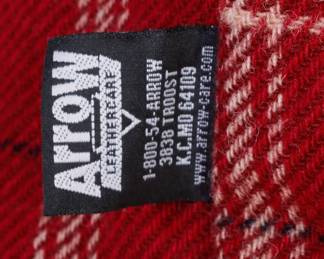 Arrow
LEATHERCARE
1-800-54-ARROW
3838 TROOST
K.C.MO 64109
www.arrow-care.com